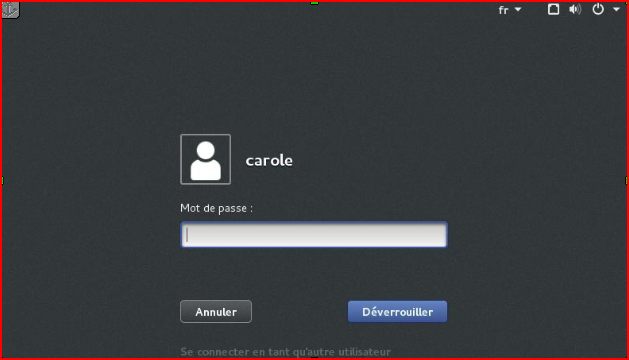 fr
carole
Mot de passe :
Annuler
Déverrouiller
Se connecter en tant qu'autre utilisateur